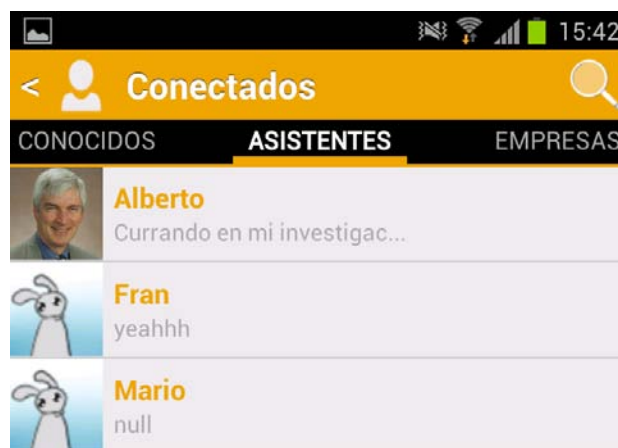 15:42
< Conectados
CONOCIDOS ASISTENTES EMPRESAS
Alberto
Currando en mi investigac...
Fran
yeahhh
Mario
null